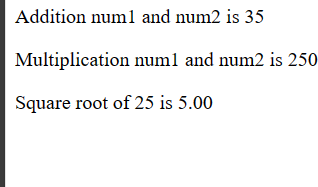 Addition num1 and num2 is 35
Multiplication num1 and num2 is 250
Square root of 25 is 5.00